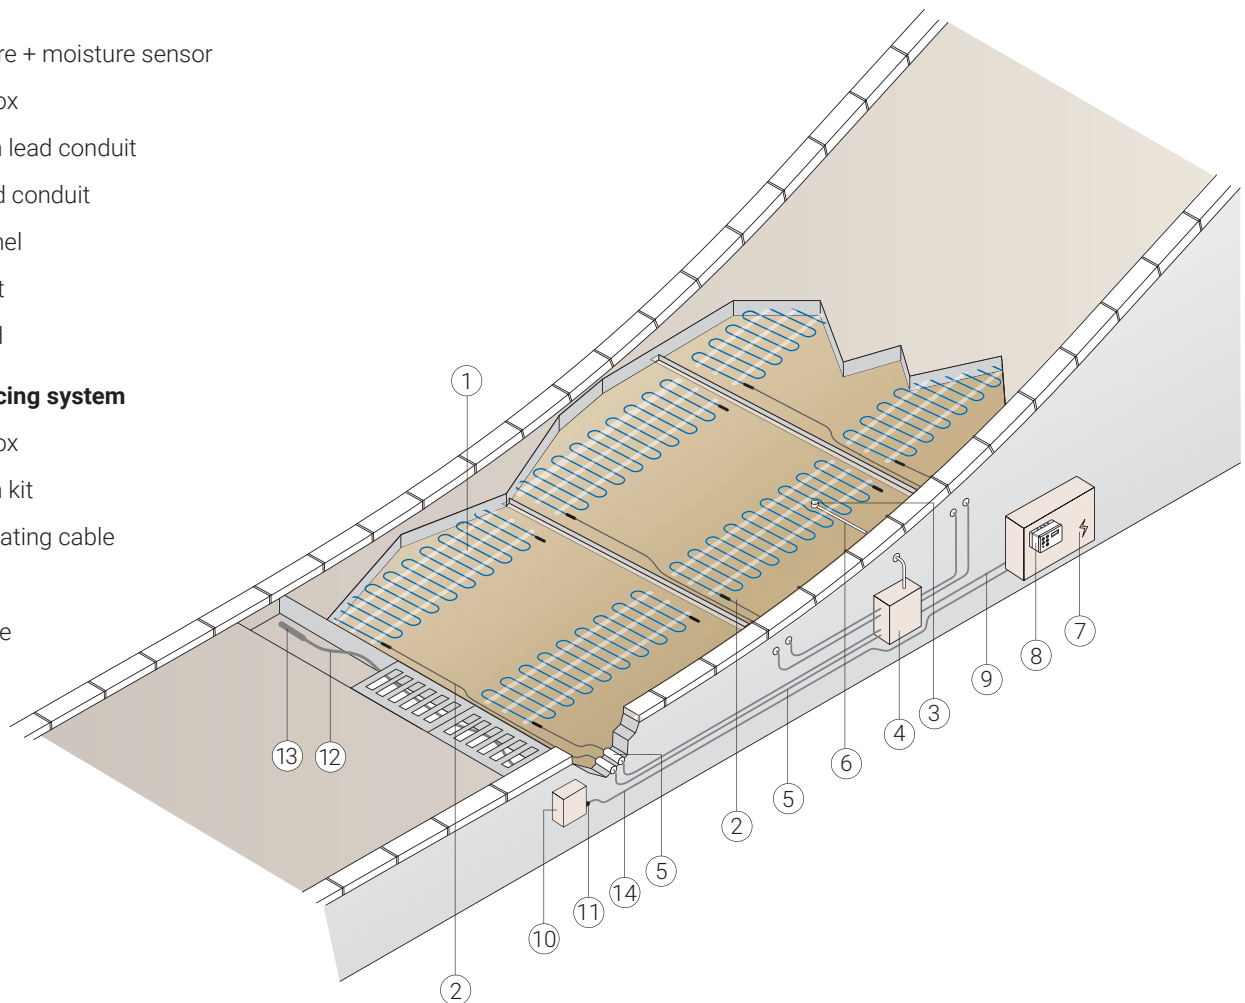 re + moisture sensor
ox
lead conduit
d conduit
nel
t
d
cing system
ox
kit
ating cable
e
1
2
3
4
5
6
7
8
9
10
11
12
13
14
5
2